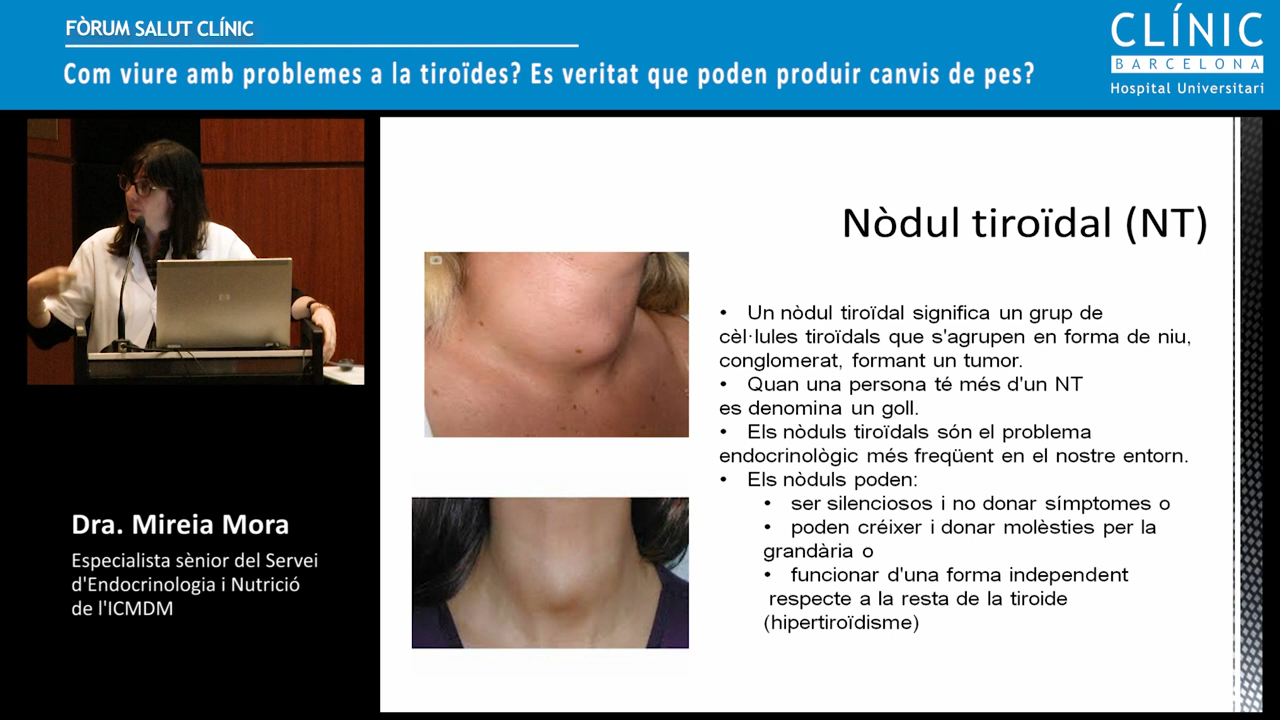 FÒRUM SALUT CLÍNIC
Com viure amb problemes a la tiroïdes? Es veritat que poden produir canvis de pes?
CLÍNIC
BARCELONA
Hospital Universitari
Nòdul tiroïdal (NT)
• Un nòdul tiroïdal significa un grup de
cèl·lules tiroïdals que s'agrupen en forma de niu,
conglomerat, formant un tumor.
• Quan una persona té més d'un NT
es denomina un goll.
• Els nòduls tiroïdals són el problema
endocrinològic més freqüent en el nostre entorn.
• Els nòduls poden:
• ser silenciosos i no donar símptomes o
• poden créixer i donar molèsties per la
grandària o
• funcionar d'una forma independent
respecte a la resta de la tiroide
(hipertiroïdisme)
Dra. Mireia Mora
Especialista sènior del Servei
d'Endocrinologia i Nutrició
de l'ICMDM